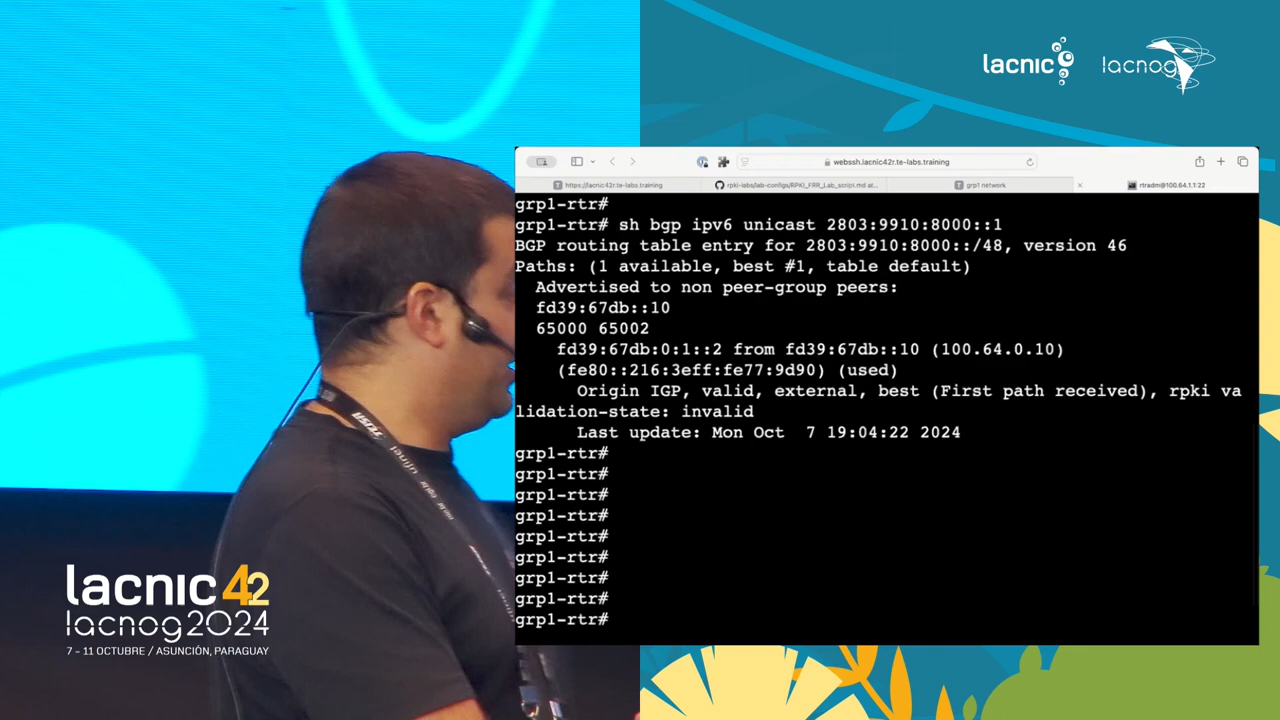 lacnic
lacnog
webssh.lacnic42r.te-labs.training
https://lacnic42r.te-labs.training
rpki-labs/lab-configs/RPKI_FRR_Lab_script.md at...
grp1 network
rtradm@100.64.1.1:22
grp1-rtr#
grp1-rtr# sh bgp ipv6 unicast 2803:9910:8000::1
BGP routing table entry for 2803:9910:8000::/48, version 46
Paths: (1 available, best #1, table default)
Advertised to non peer-group peers:
fd39:67db::10
65000 65002
fd39:67db:0:1::2 from fd39:67db::10 (100.64.0.10)
(fe80::216:3eff:fe77:9d90) (used)
Origin IGP, valid, external, best (First path received), rpki va
lidation-state: invalid
Last update: Mon Oct  7 19:04:22 2024
grp1-rtr#
grp1-rtr#
grp1-rtr#
grp1-rtr#
grp1-rtr#
grp1-rtr#
grp1-rtr#
grp1-rtr#
grp1-rtr#
lacnic 42
lacnog2024
7 - 11 OCTUBRE / ASUNCIÓN, PARAGUAY
ufinet